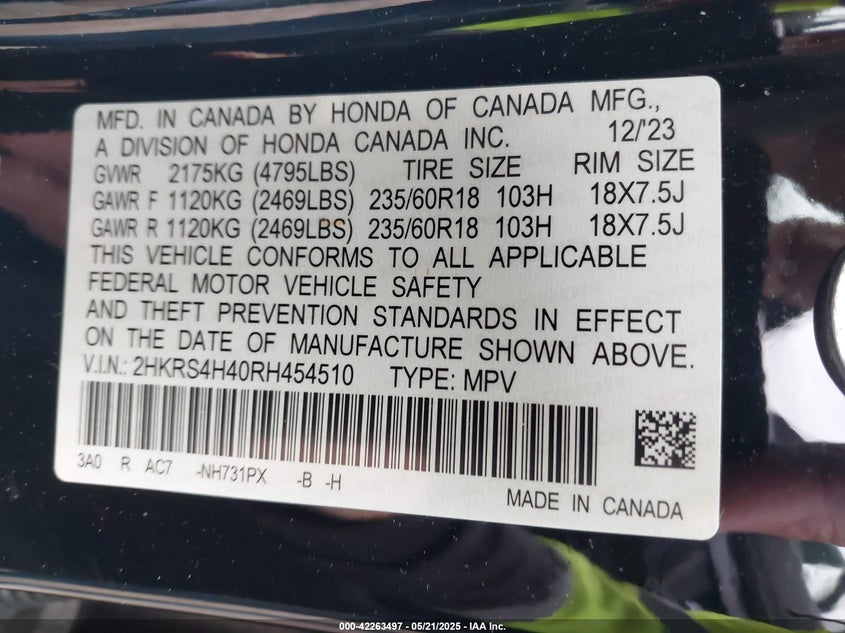 MFD. IN CANADA BY HONDA OF CANADA MFG.,
A DIVISION OF HONDA CANADA INC. 12/'23
GVWR 2175KG (4795LBS) TIRE SIZE RIM SIZE
GAWR F 1120KG (2469LBS) 235/60R18 103H 18X7.5J
GAWR R 1120KG (2469LBS) 235/60R18 103H 18X7.5J
THIS VEHICLE CONFORMS TO ALL APPLICABLE
FEDERAL MOTOR VEHICLE SAFETY
AND THEFT PREVENTION STANDARDS IN EFFECT
ON THE DATE OF MANUFACTURE SHOWN ABOVE.
V.I.N.: 2HKRS4H40RH454510 TYPE: MPV
3A0 R AC7 -NH731PX -B -H
MADE IN CANADA
000-42263497 - 05/21/2025 - IAA Inc.